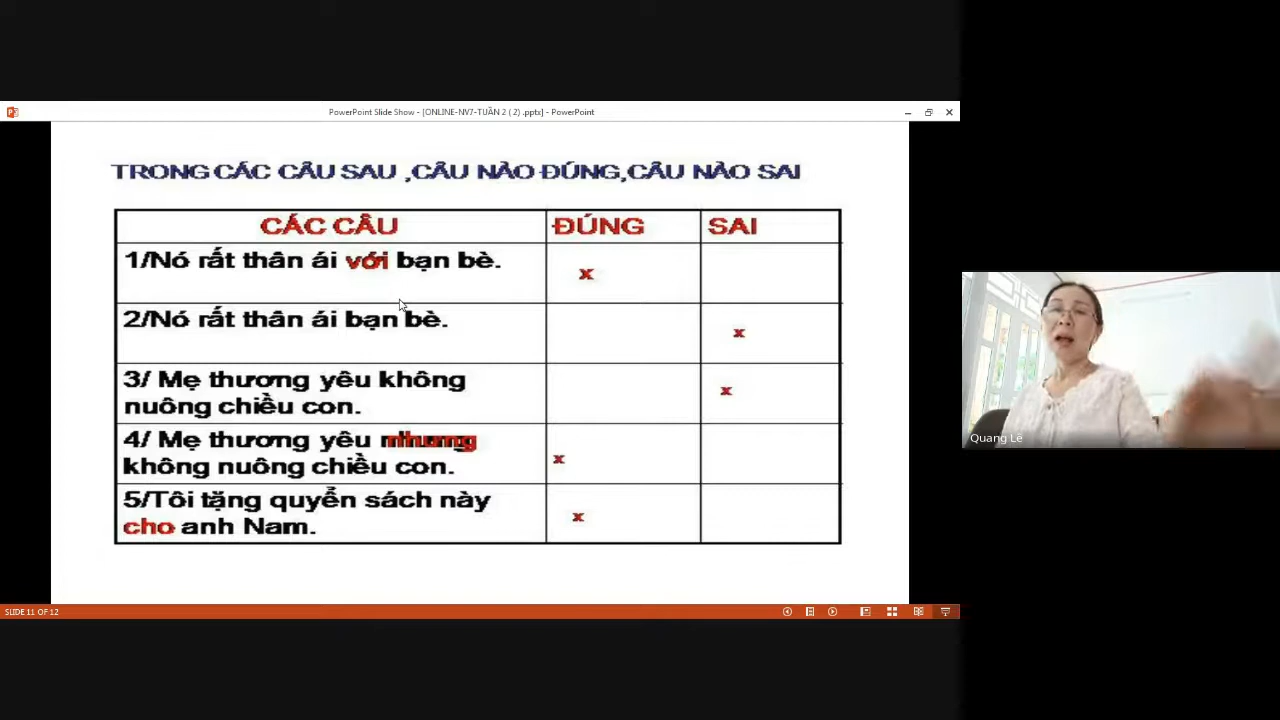 PowerPoint Slide Show - [ONLINE-NV7-TUẦN 2 ( 2) .pptx] - PowerPoint
TRONG CÁC CÂU SAU ,CÂU NÀO ĐÚNG,CÂU NÀO SAI
CÁC CÂU ĐÚNG SAI
1/Nó rất thân ái với bạn bè. x
2/Nó rất thân ái bạn bè. x
3/ Mẹ thương yêu không x
nuông chiều con.
4/ Mẹ thương yêu nhưng
không nuông chiều con. x
5/Tôi tặng quyển sách này x
cho anh Nam.
Quang Lê
SLIDE 11 OF 12